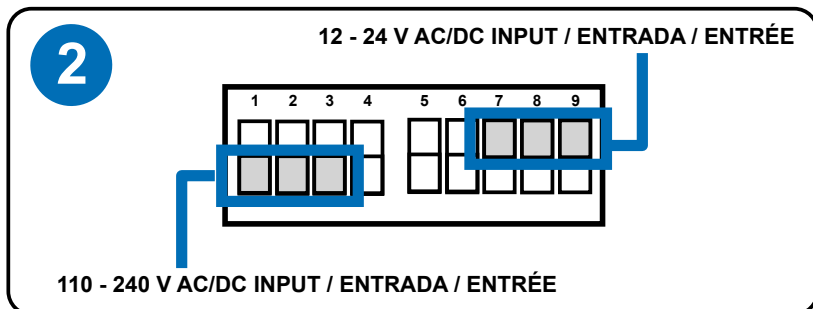 2
12 - 24 V AC/DC INPUT / ENTRADA / ENTRÉE
1 2 3 4 5 6 7 8 9
110 - 240 V AC/DC INPUT / ENTRADA / ENTRÉE